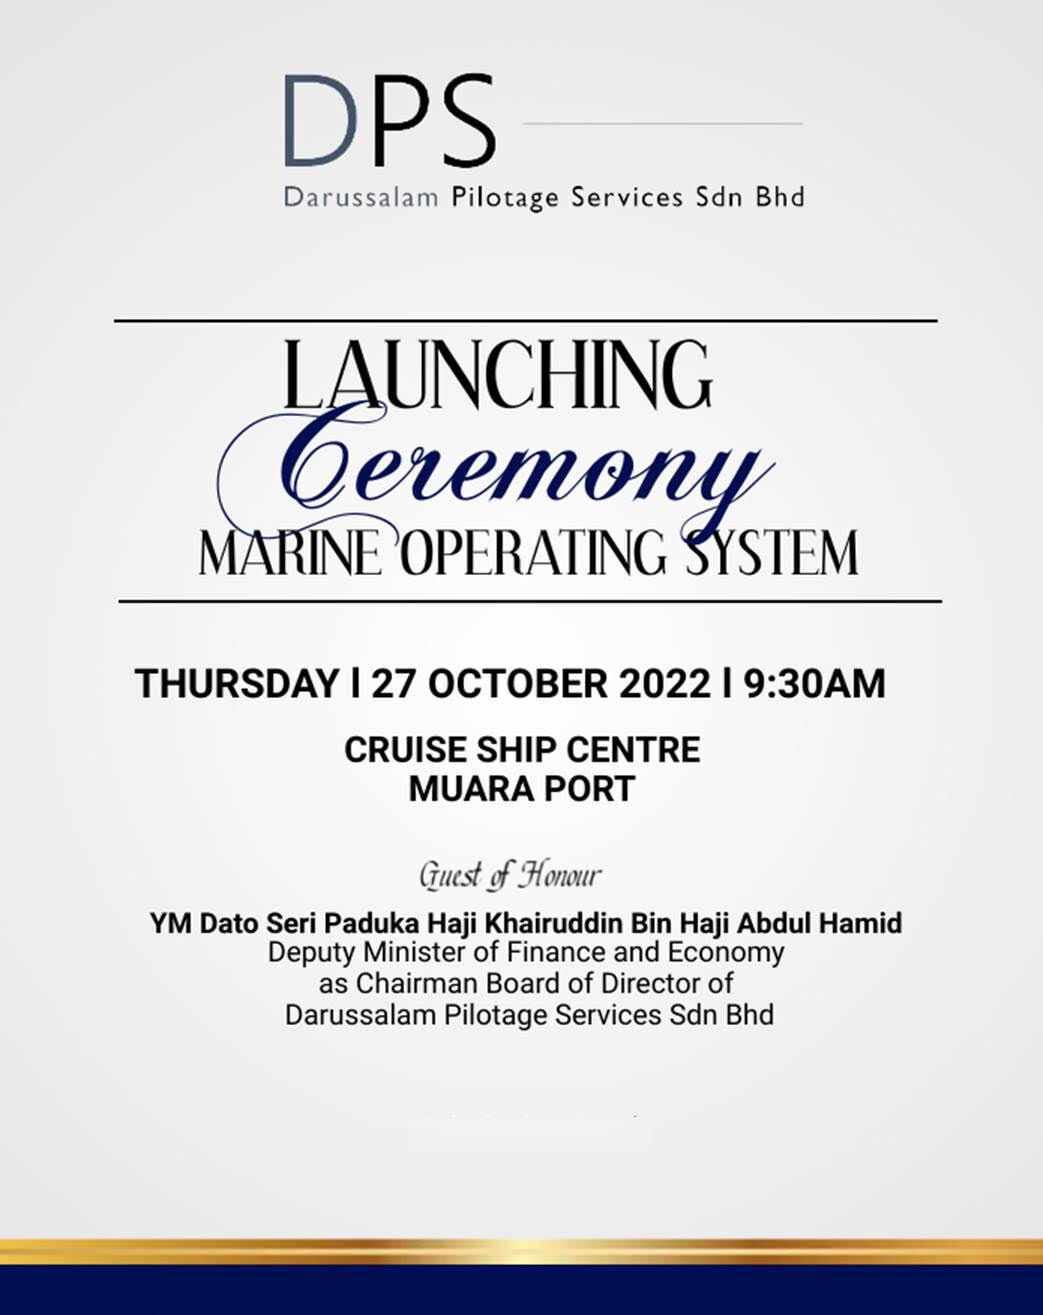 DPS
Darussalam Pilotage Services Sdn Bhd
LAUNCHING
Ceremony
MARINE OPERATING SYSTEM
THURSDAY l 27 OCTOBER 2022 l 9:30AM
CRUISE SHIP CENTRE
MUARA PORT
Guest of Honour
YM Dato Seri Paduka Haji Khairuddin Bin Haji Abdul Hamid
Deputy Minister of Finance and Economy
as Chairman Board of Director of
Darussalam Pilotage Services Sdn Bhd